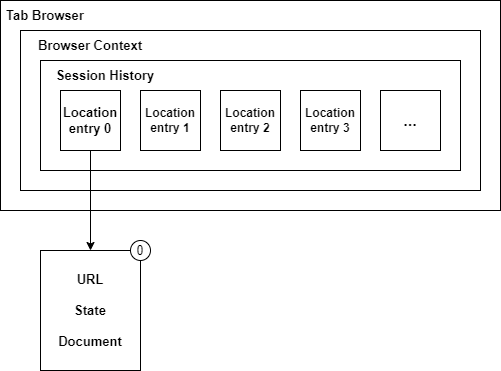 Tab Browser
Browser Context
Session History
Location
entry 0
Location
entry 1
Location
entry 2
Location
entry 3
...
0
URL
State
Document